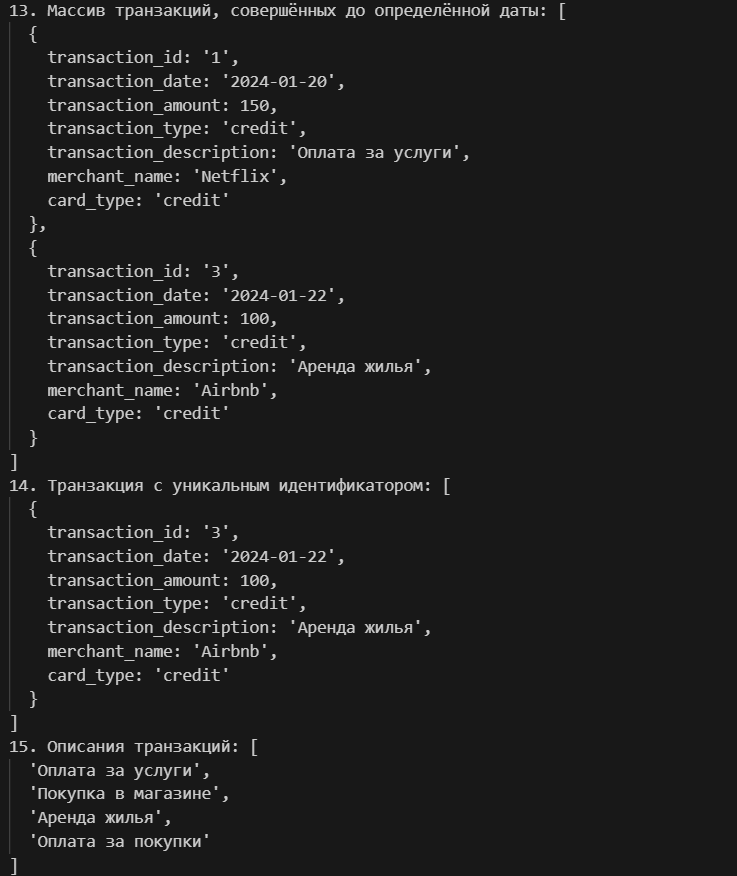 13. Массив транзакций, совершённых до определённой даты: [
  {
    transaction_id: '1',
    transaction_date: '2024-01-20',
    transaction_amount: 150,
    transaction_type: 'credit',
    transaction_description: 'Оплата за услуги',
    merchant_name: 'Netflix',
    card_type: 'credit'
  },
  {
    transaction_id: '3',
    transaction_date: '2024-01-22',
    transaction_amount: 100,
    transaction_type: 'credit',
    transaction_description: 'Аренда жилья',
    merchant_name: 'Airbnb',
    card_type: 'credit'
  }
]
14. Транзакция с уникальным идентификатором: [
  {
    transaction_id: '3',
    transaction_date: '2024-01-22',
    transaction_amount: 100,
    transaction_type: 'credit',
    transaction_description: 'Аренда жилья',
    merchant_name: 'Airbnb',
    card_type: 'credit'
  }
]
15. Описания транзакций: [
  'Оплата за услуги',
  'Покупка в магазине',
  'Аренда жилья',
  'Оплата за покупки'
]